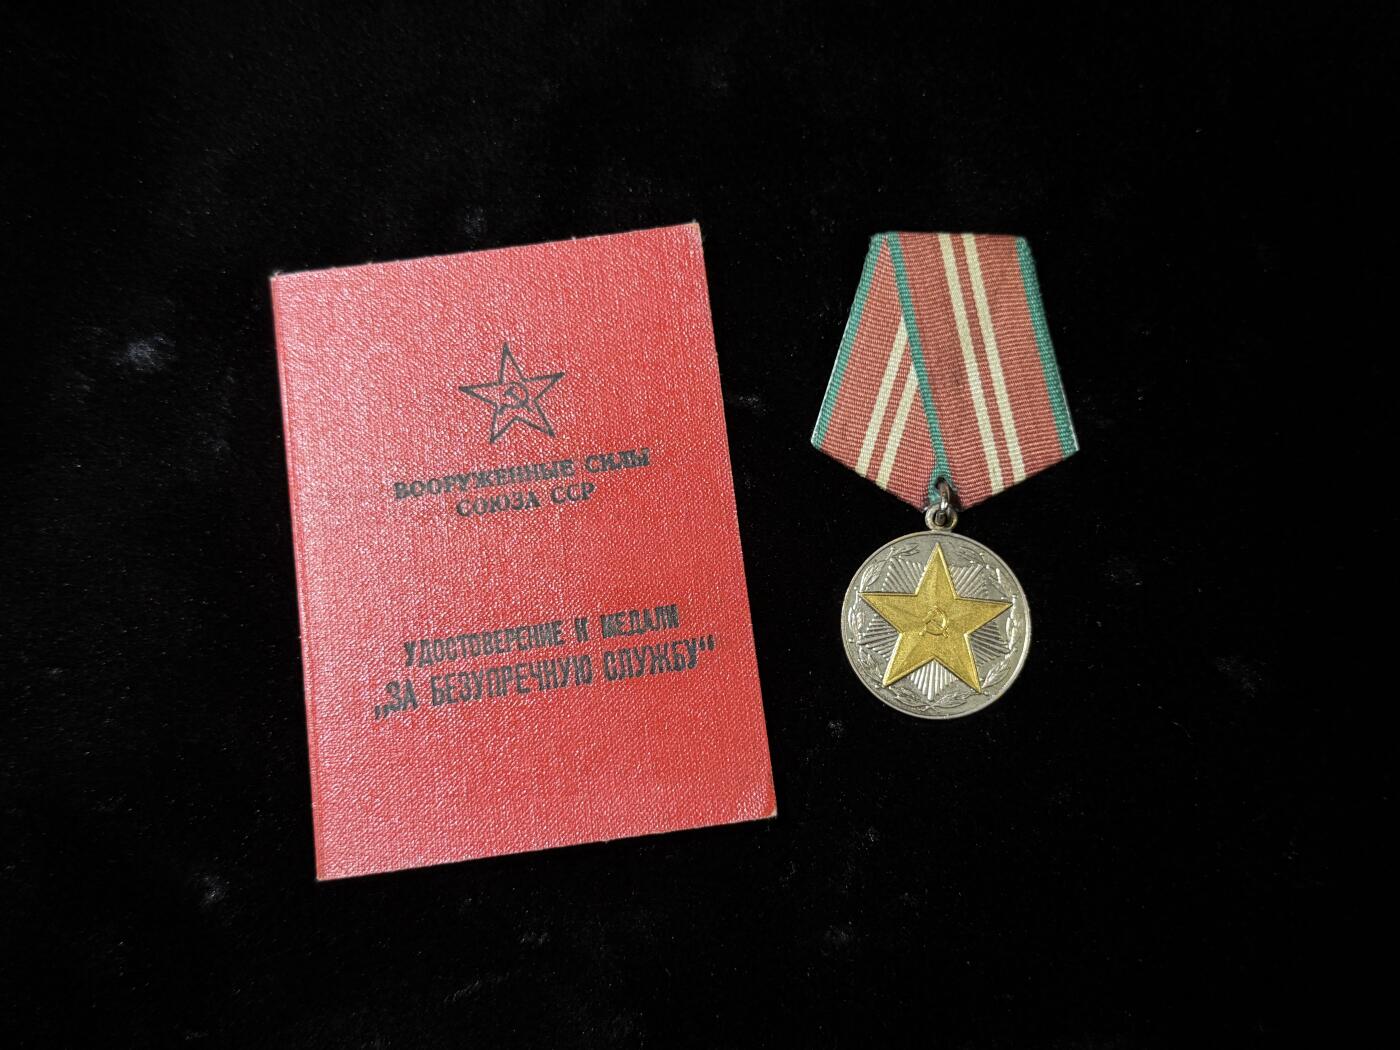 ВООРУЖЕННЫЕ СИЛЫ
СОЮЗА ССР
УДОСТОВЕРЕНИЕ К МЕДАЛИ
„ЗА БЕЗУПРЕЧНУЮ СЛУЖБУ“